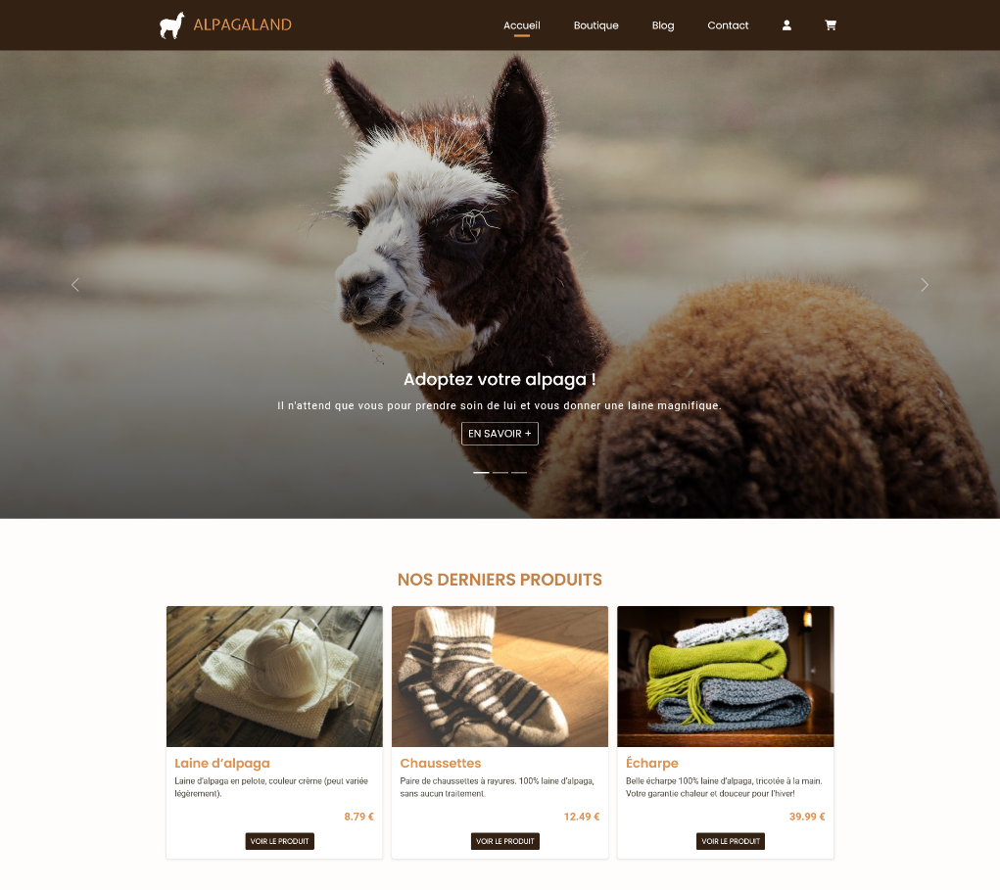 ALPAGALAND
Accueil
Boutique
Blog
Contact
Adoptez votre alpaga !
Il n'attend que vous pour prendre soin de lui et vous donner une laine magnifique.
EN SAVOIR +
NOS DERNIERS PRODUITS
Laine d'alpaga
Laine d'alpaga en pelote, couleur crème (peut variée
légèrement).
8.79 €
VOIR LE PRODUIT
Chaussettes
Paire de chaussettes à rayures. 100% laine d'alpaga,
sans aucun traitement.
12.49 €
VOIR LE PRODUIT
Écharpe
Belle écharpe 100% laine d'alpaga, tricotée à la main.
Votre garantie chaleur et douceur pour l'hiver!
39.99 €
VOIR LE PRODUIT